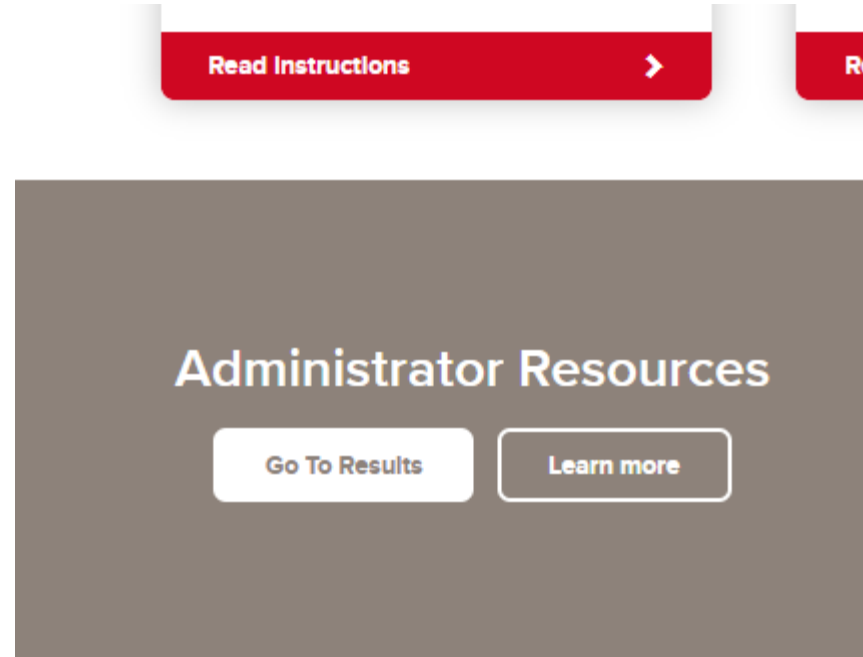 Read Instructions
Administrator Resources
Go To Results Learn more